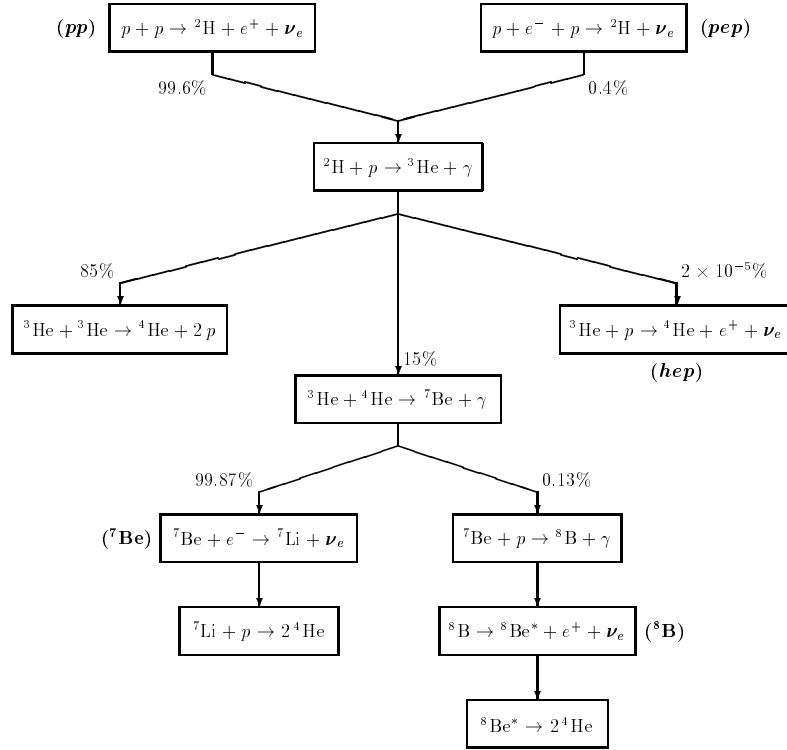 (pp) p + p → ²H + e⁺ + νₑ p + e⁻ + p → ²H + νₑ (pep)
99.6% 0.4%
²H + p → ³He + γ
85% 2 × 10⁻⁵%
³He + ³He → ⁴He + 2 p ³He + p → ⁴He + e⁺ + νₑ
15% (hep)
³He + ⁴He → ⁷Be + γ
99.87% 0.13%
(⁷Be) ⁷Be + e⁻ → ⁷Li + νₑ ⁷Be + p → ⁸B + γ
⁷Li + p → 2 ⁴He ⁸B → ⁸Be* + e⁺ + νₑ (⁸B)
⁸Be* → 2 ⁴He